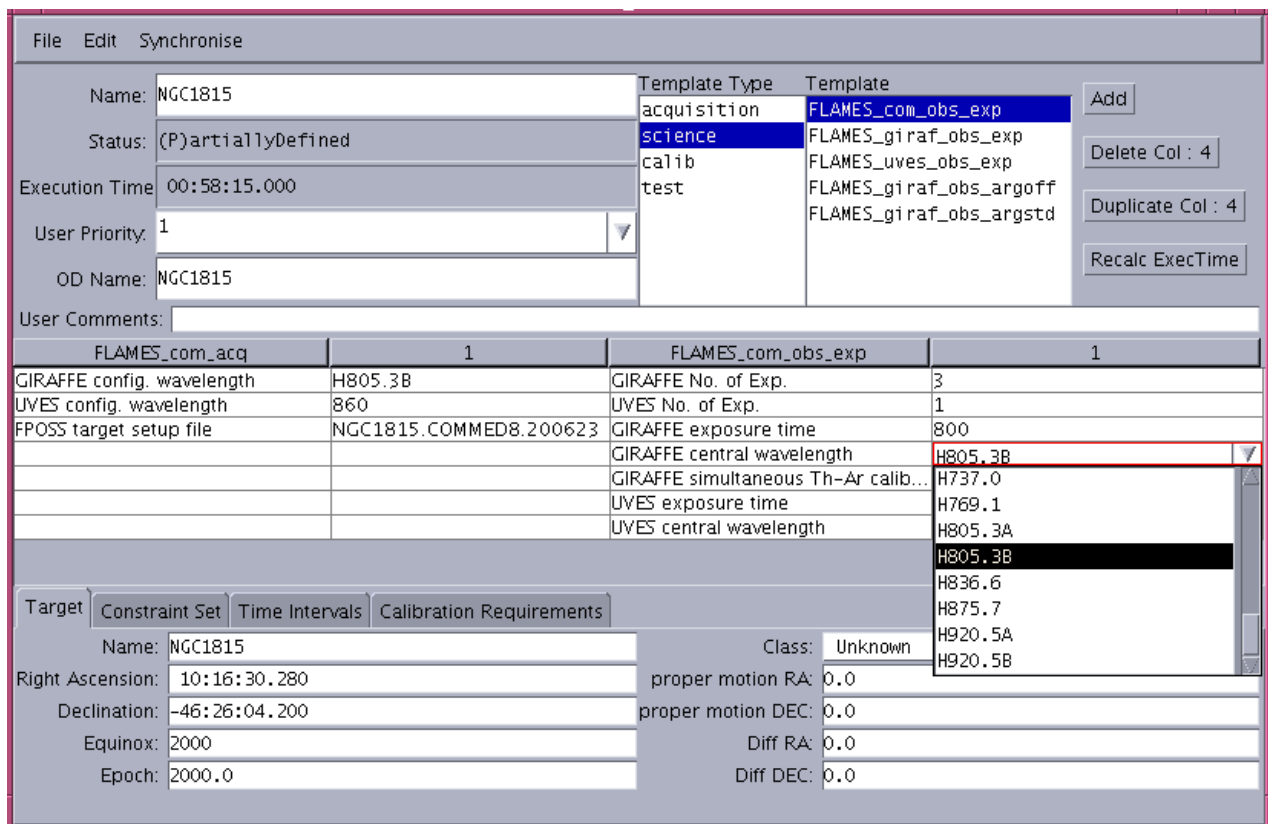 File Edit Synchronise
Name: NGC1815
Status: (P)artiallyDefined
Execution Time 00:58:15.000
User Priority: 1
OD Name: NGC1815
User Comments:
Template Type
acquisition
science
calib
test
Template
FLAMES_com_obs_exp
FLAMES_giraf_obs_exp
FLAMES_uves_obs_exp
FLAMES_giraf_obs_argoff
FLAMES_giraf_obs_argstd
Add
Delete Col : 4
Duplicate Col : 4
Recalc ExecTime
FLAMES_com_acq 1 FLAMES_com_obs_exp 1
GIRAFFE config. wavelength H805.3B GIRAFFE No. of Exp. 3
UVES config. wavelength 860 UVES No. of Exp. 1
FPOSS target setup file NGC1815.COMMED8.200623 GIRAFFE exposure time 800
GIRAFFE central wavelength H805.3B
GIRAFFE simultaneous Th-Ar calib...
UVES exposure time
UVES central wavelength
H737.0
H769.1
H805.3A
H805.3B
H836.6
H875.7
H920.5A
H920.5B
Target Constraint Set Time Intervals Calibration Requirements
Name: NGC1815 Class: Unknown
Right Ascension: 10:16:30.280 proper motion RA: 0.0
Declination: -46:26:04.200 proper motion DEC: 0.0
Equinox: 2000 Diff RA: 0.0
Epoch: 2000.0 Diff DEC: 0.0